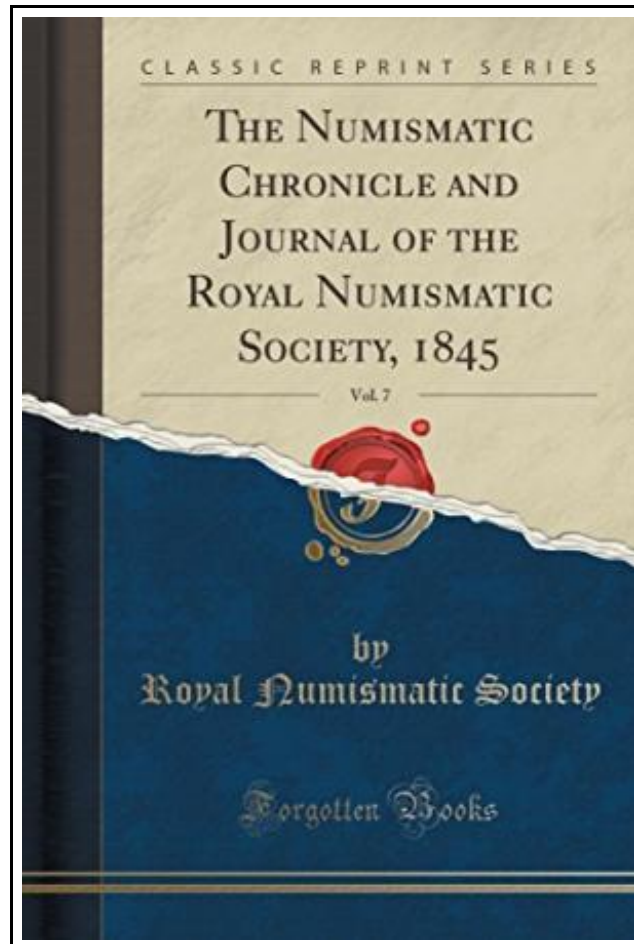 CLASSIC REPRINT SERIES
THE NUMISMATIC
CHRONICLE AND
JOURNAL OF THE
ROYAL NUMISMATIC
SOCIETY, 1845
Vol. 7
by
Royal Numismatic Society
Forgotten Books